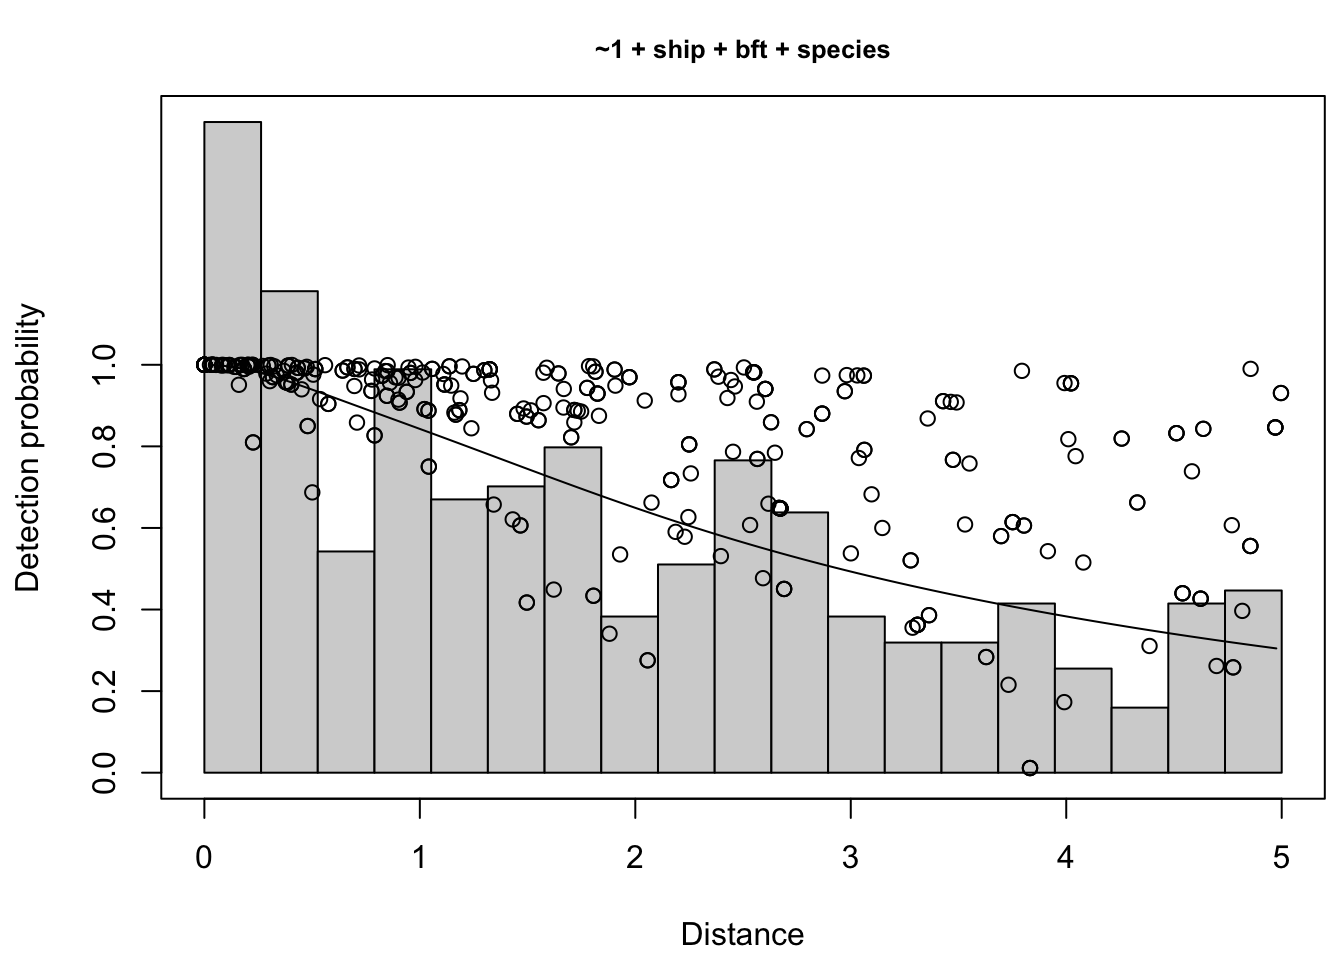 ~1 + ship + bft + species
Detection probability
1.0
0.8
0.6
0.4
0.2
0.0
0 1 2 3 4 5
Distance